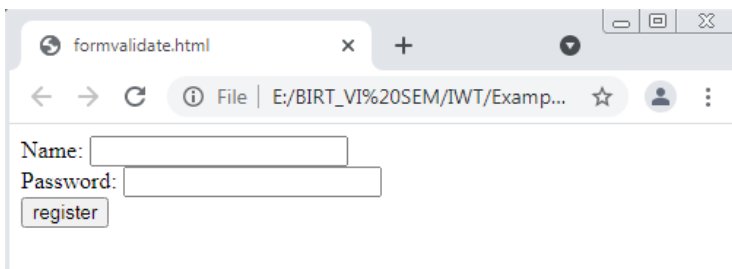 formvalidate.html
File E:/BIRT_VI%20SEM/IWT/Examp...
Name:
Password:
register